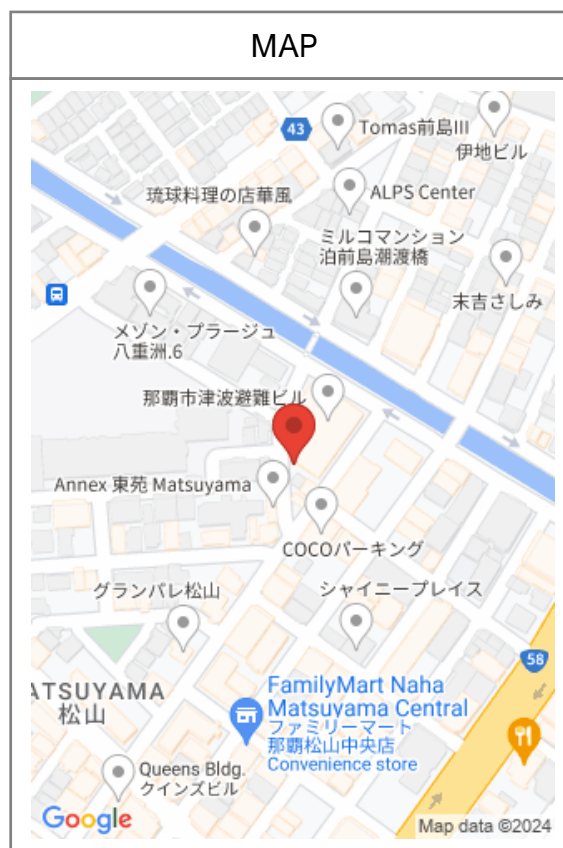 MAP
43
Tomas前島III
伊地ビル
琉球料理の店華風
ALPS Center
ミルコマンション
泊前島潮渡橋
末吉さしみ
メゾン・プラージュ
八重洲.6
那覇市津波避難ビル
Annex 東苑 Matsuyama
COCOパーキング
グランパレ松山
シャイニープレイス
58
ATSUYAMA
松山
FamilyMart Naha
Matsuyama Central
ファミリーマート
那覇松山中央店
Convenience store
Queens Bldg.
クインズビル
Google
Map data ©2024